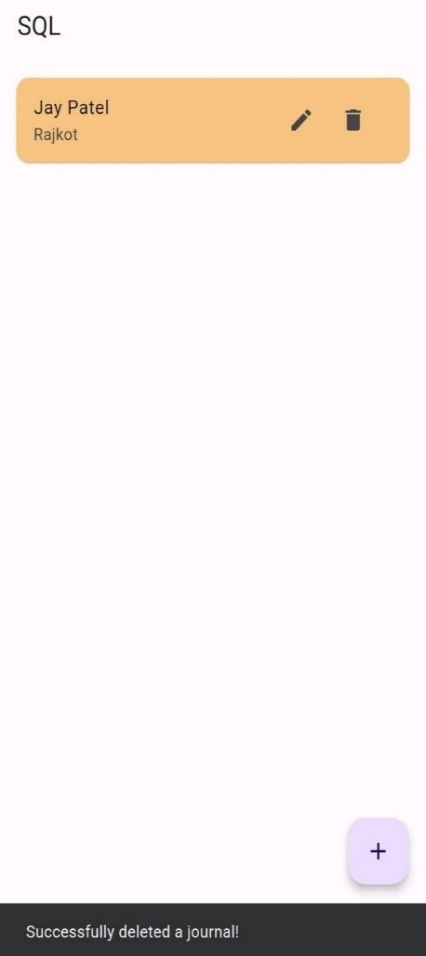 SQL
Jay Patel
Rajkot
+
Successfully deleted a journal!